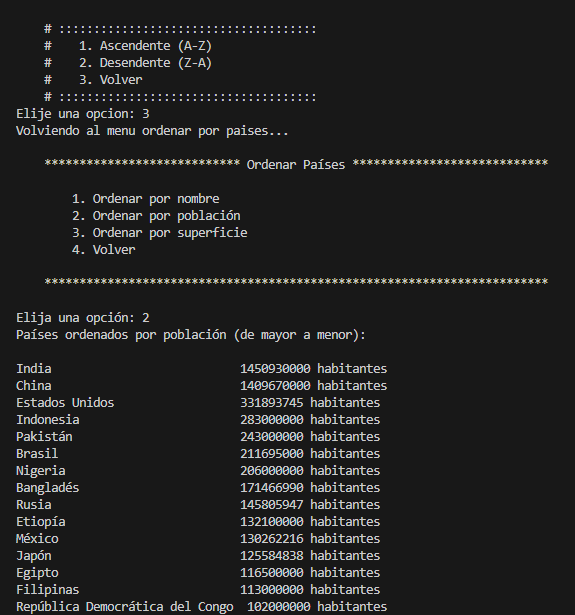 # :::::::::::::::::::::::::::::::::::::
#    1. Ascendente (A-Z)
#    2. Desendente (Z-A)
#    3. Volver
# :::::::::::::::::::::::::::::::::::::
Elije una opcion: 3
Volviendo al menu ordenar por paises...
**************************** Ordenar Países ****************************
1. Ordenar por nombre
2. Ordenar por población
3. Ordenar por superficie
4. Volver
************************************************************************
Elija una opción: 2
Países ordenados por población (de mayor a menor):
India                           1450930000 habitantes
China                           1409670000 habitantes
Estados Unidos                  331893745 habitantes
Indonesia                       283000000 habitantes
Pakistán                        243000000 habitantes
Brasil                          211695000 habitantes
Nigeria                         206000000 habitantes
Bangladés                       171466990 habitantes
Rusia                           145805947 habitantes
Etiopía                         132100000 habitantes
México                          130262216 habitantes
Japón                           125584838 habitantes
Egipto                          116500000 habitantes
Filipinas                       113000000 habitantes
República Democrática del Congo  102000000 habitantes